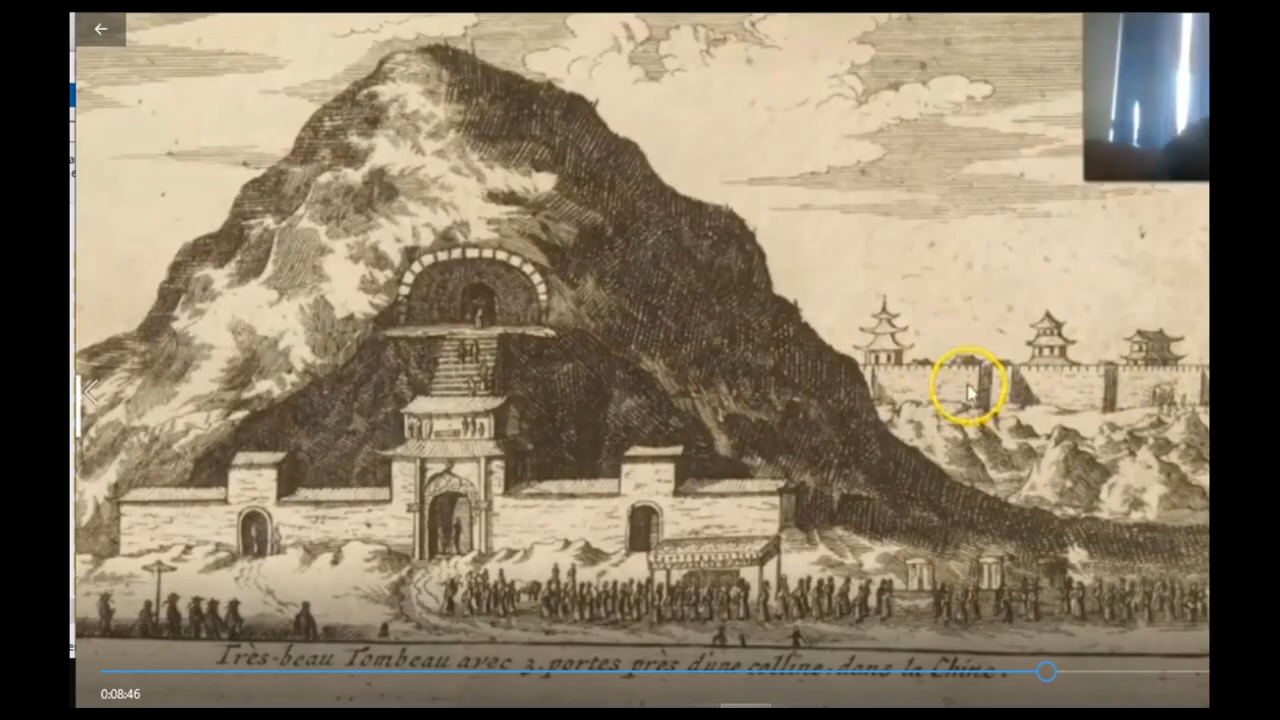 Très-beau Tombeau avec 3. portes près d'une colline, dans la Chine.
0:08:46